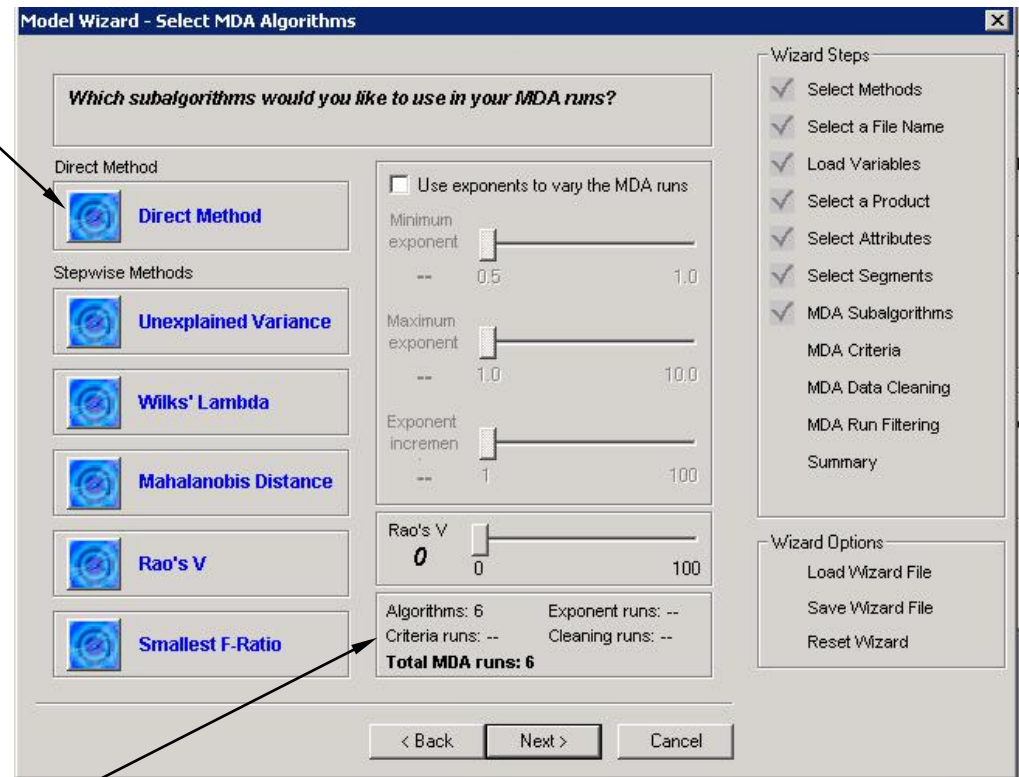 Model Wizard - Select MDA Algorithms
Which subalgorithms would you like to use in your MDA runs?
Direct Method
Direct Method
Stepwise Methods
Unexplained Variance
Wilks' Lambda
Mahalanobis Distance
Rao's V
Smallest F-Ratio
Use exponents to vary the MDA runs
Minimum
exponent
-- 0.5 1.0
Maximum
exponent
-- 1.0 10.0
Exponent
incremen
-- 1 100
Rao's V
0 0 100
Algorithms: 6 Exponent runs: --
Criteria runs: -- Cleaning runs: --
Total MDA runs: 6
< Back Next > Cancel
Wizard Steps
Select Methods
Select a File Name
Load Variables
Select a Product
Select Attributes
Select Segments
MDA Subalgorithms
MDA Criteria
MDA Data Cleaning
MDA Run Filtering
Summary
Wizard Options
Load Wizard File
Save Wizard File
Reset Wizard